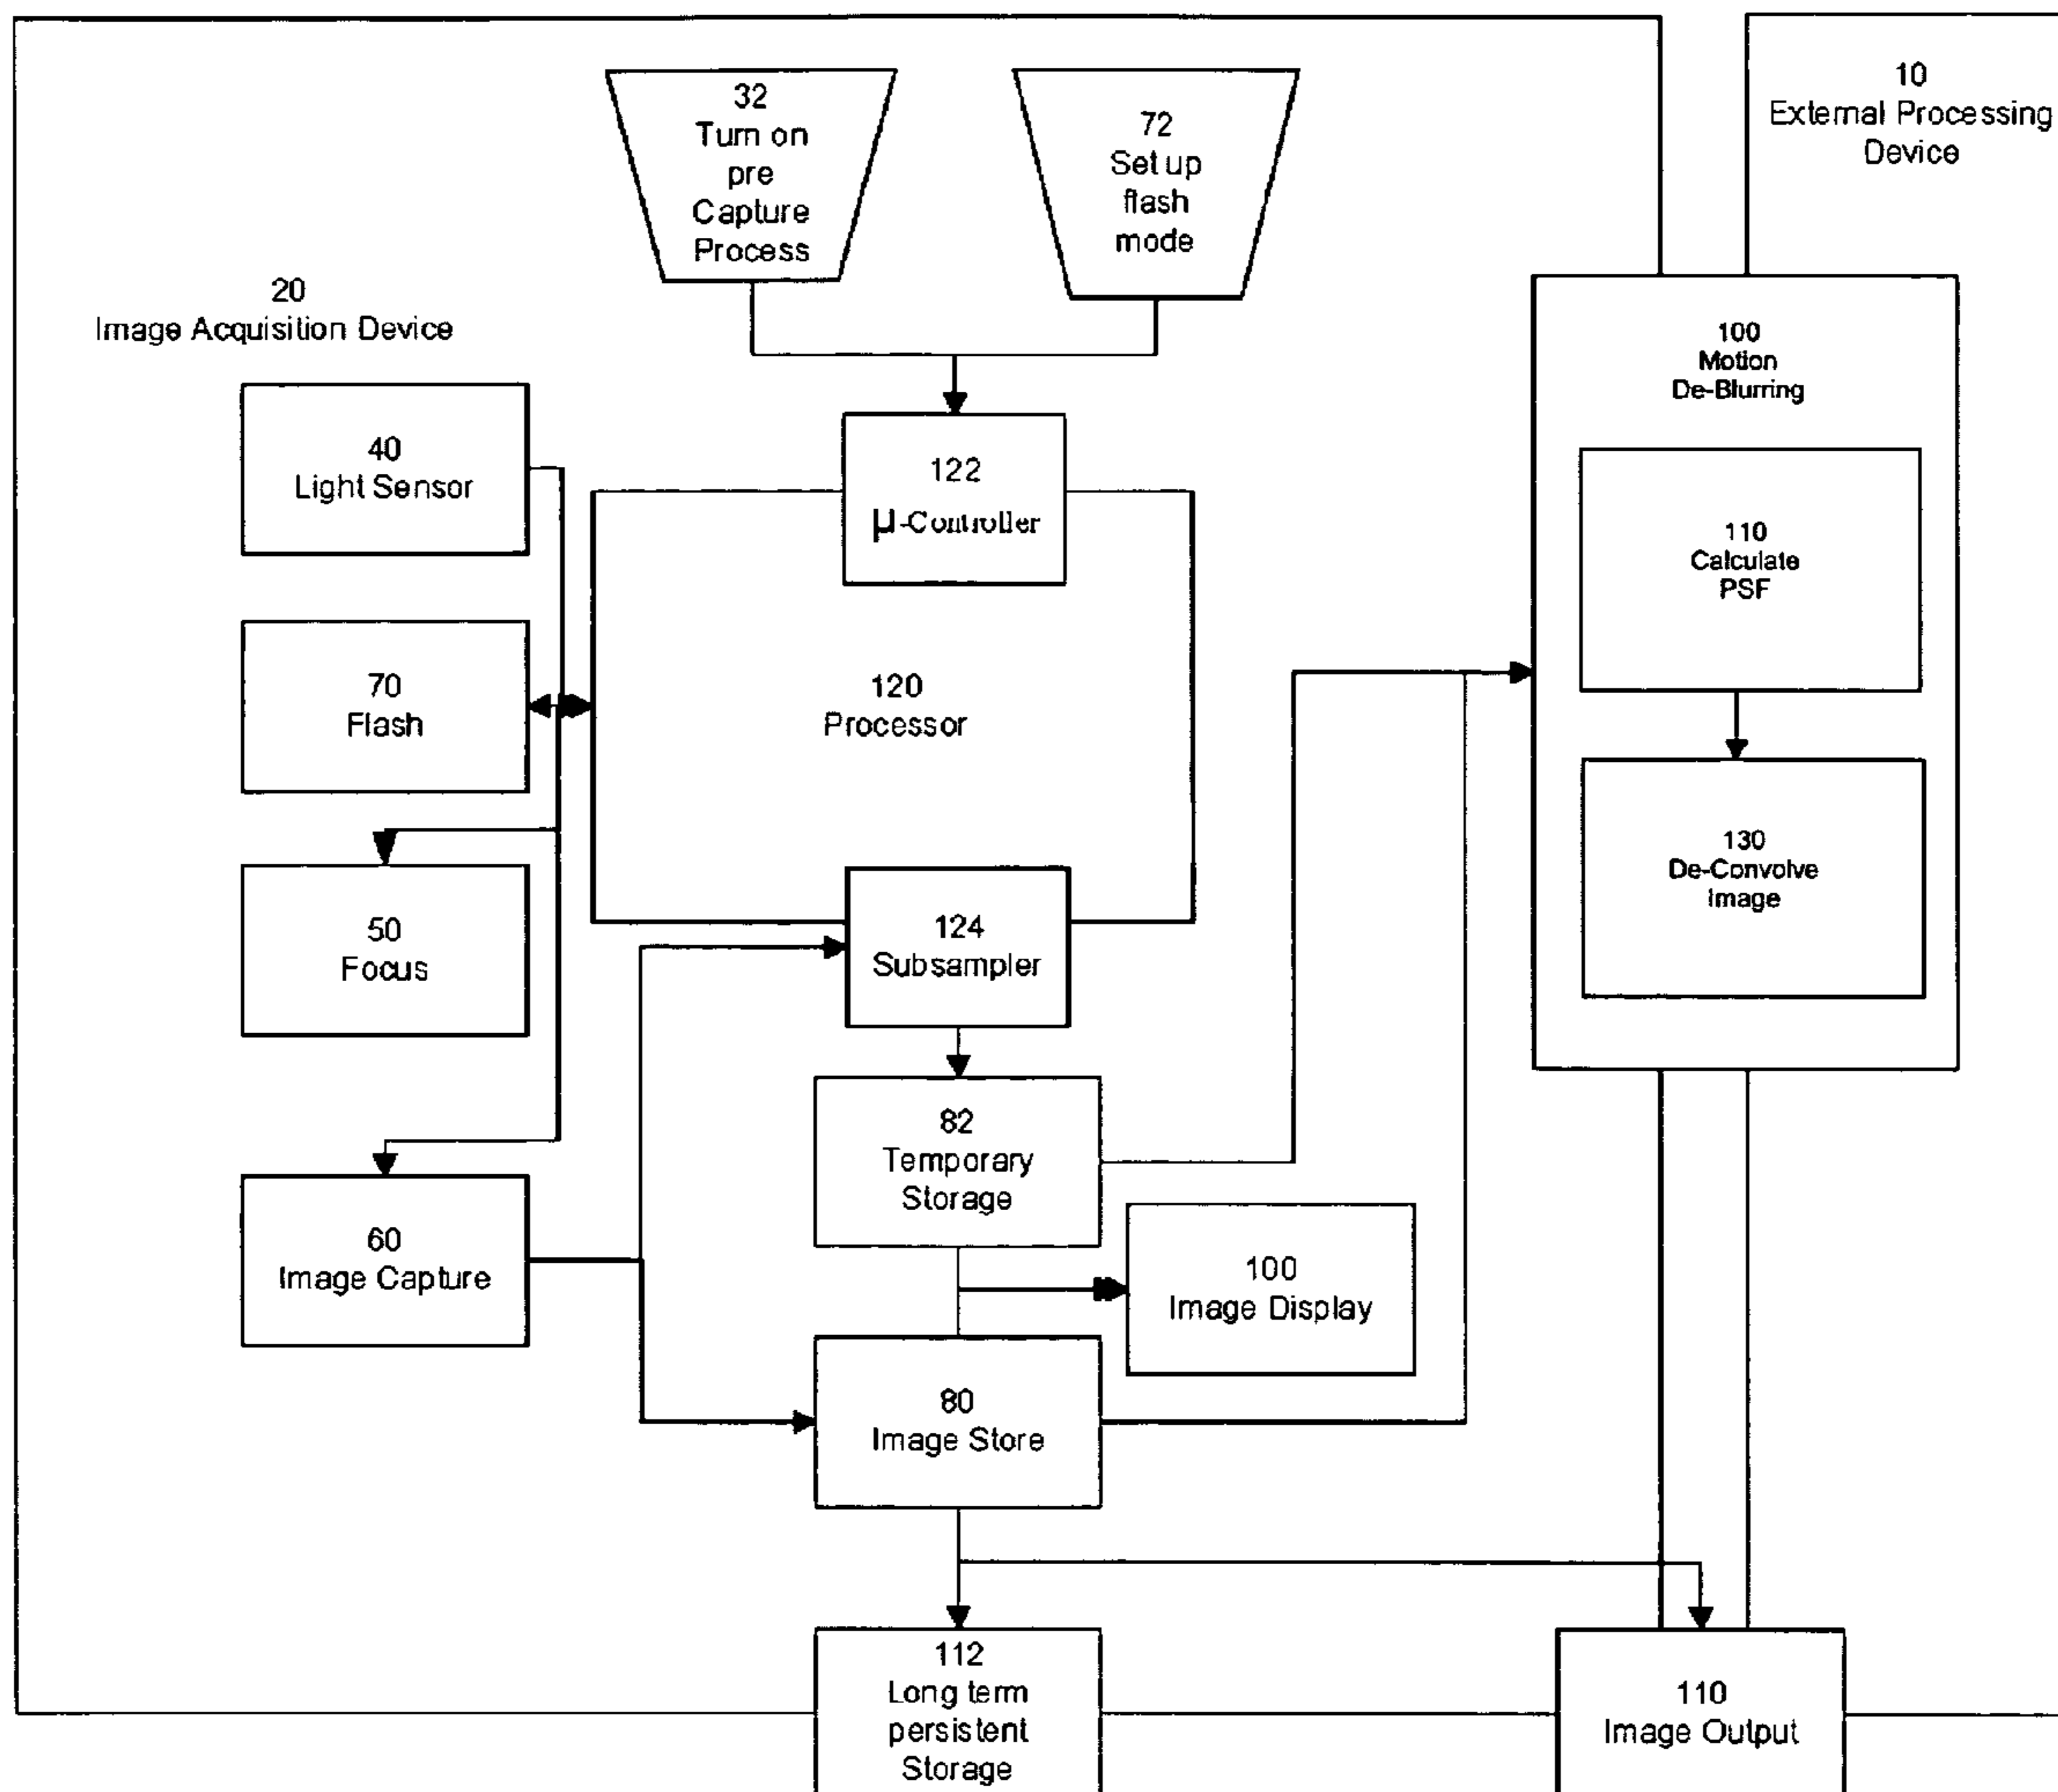 10
External Processing
Device
32
Turn on
pre
Capture
Process
72
Set up
flash
mode
20
Image Acquisition Device
100
Motion
De-Blurring
40
Light Sensor
122
µ-Controller
110
Calculate
PSF
70
Flash
120
Processor
130
De-Convolve
Image
50
Focus
124
Subsampler
82
Temporary
Storage
60
Image Capture
100
Image Display
80
Image Store
112
Long term
persistent
Storage
110
Image Output